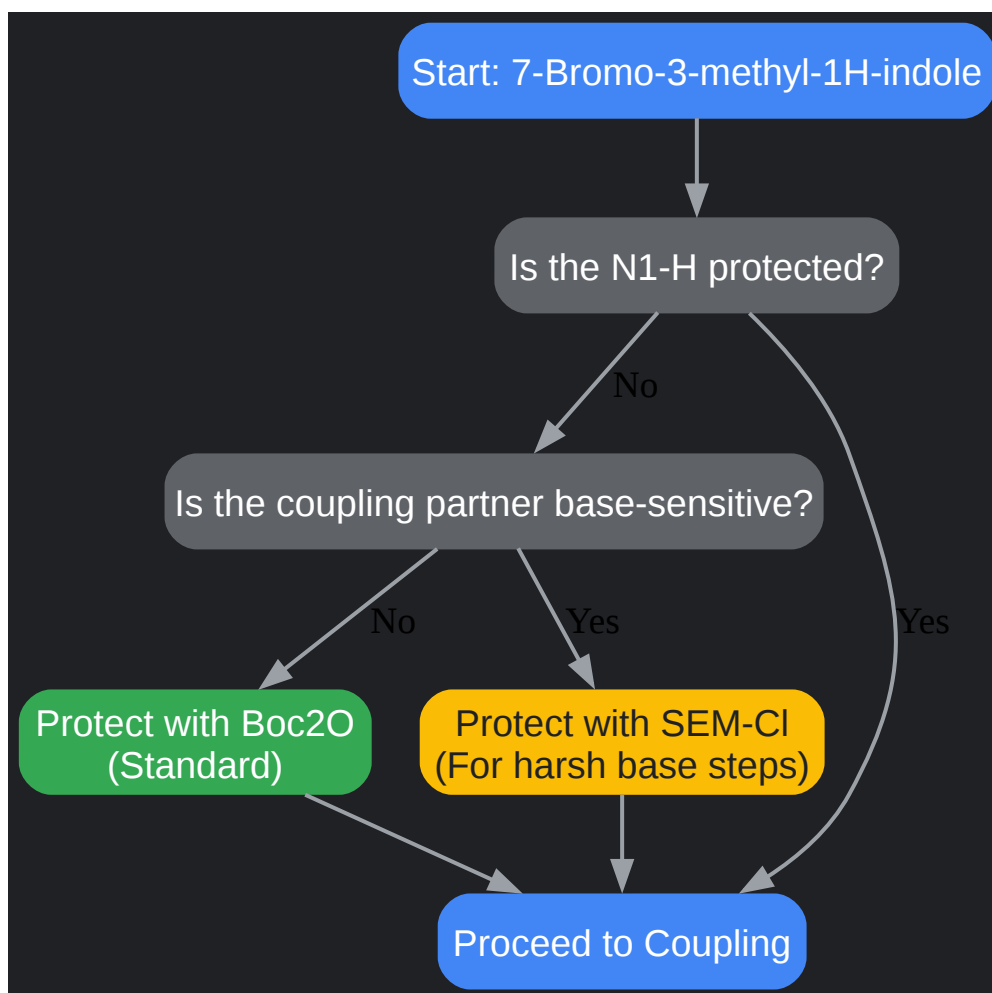 Start: 7-Bromo-3-methyl-1H-indole
Is the N1-H protected?
No
Is the coupling partner base-sensitive?
No
Yes
Yes
Protect with Boc2O
(Standard)
Protect with SEM-Cl
(For harsh base steps)
Proceed to Coupling